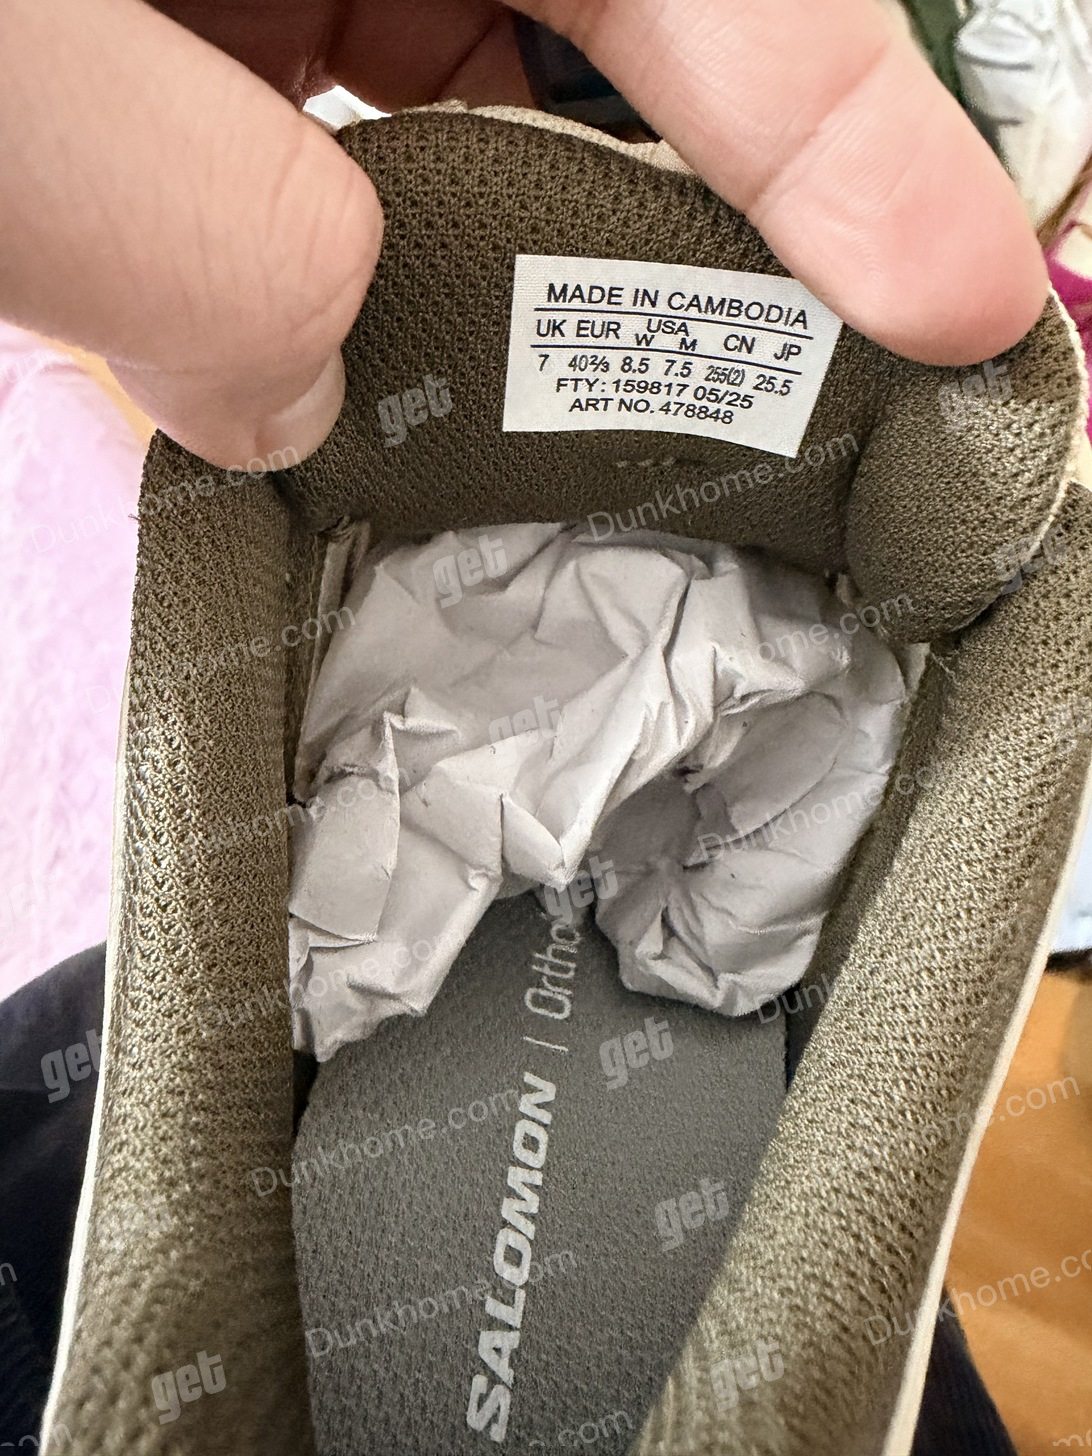 MADE IN CAMBODIA
UK EUR USA CN JP
W M
7 40⅔ 8.5 7.5 255(2) 25.5
FTY: 159817 05/25
ART NO. 478848
SALOMON | Ortho
get
Dunkhome.com